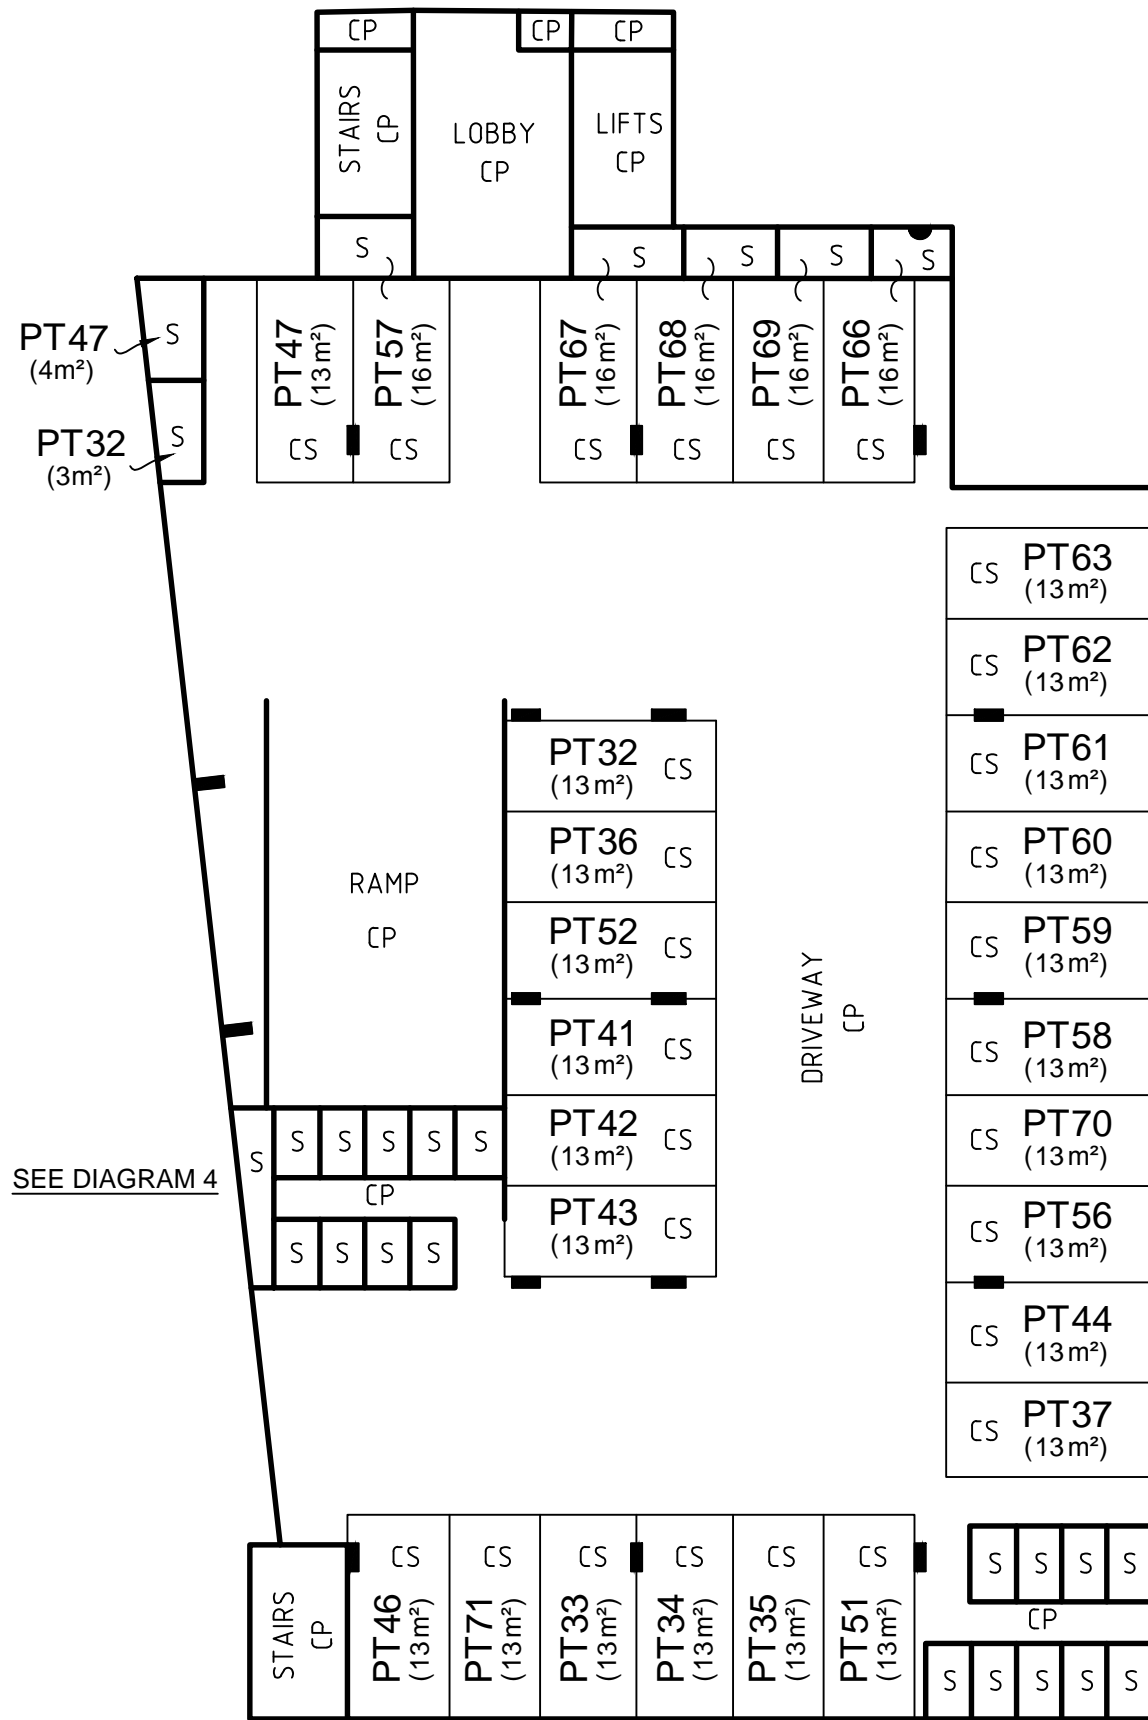 CP
CP
CP
STAIRS
CP
LOBBY
CP
LIFTS
CP
S
S
S
S
S
PT47
(4m²)
S
PT32
(3m²)
S
PT47
(13m²)
CS
PT57
(16m²)
CS
PT67
(16m²)
CS
PT68
(16m²)
CS
PT69
(16m²)
CS
PT66
(16m²)
CS
CS PT63
(13m²)
CS PT62
(13m²)
CS PT61
(13m²)
CS PT60
(13m²)
CS PT59
(13m²)
CS PT58
(13m²)
CS PT70
(13m²)
CS PT56
(13m²)
CS PT44
(13m²)
CS PT37
(13m²)
PT32 CS
(13m²)
PT36 CS
(13m²)
PT52 CS
(13m²)
PT41 CS
(13m²)
PT42 CS
(13m²)
PT43 CS
(13m²)
RAMP
CP
DRIVEWAY
CP
SEE DIAGRAM 4
S
S S S S S
CP
S S S S
STAIRS
CP
CS
PT46
(13m²)
CS
PT71
(13m²)
CS
PT33
(13m²)
CS
PT34
(13m²)
CS
PT35
(13m²)
CS
PT51
(13m²)
S S S S
CP
S S S S S